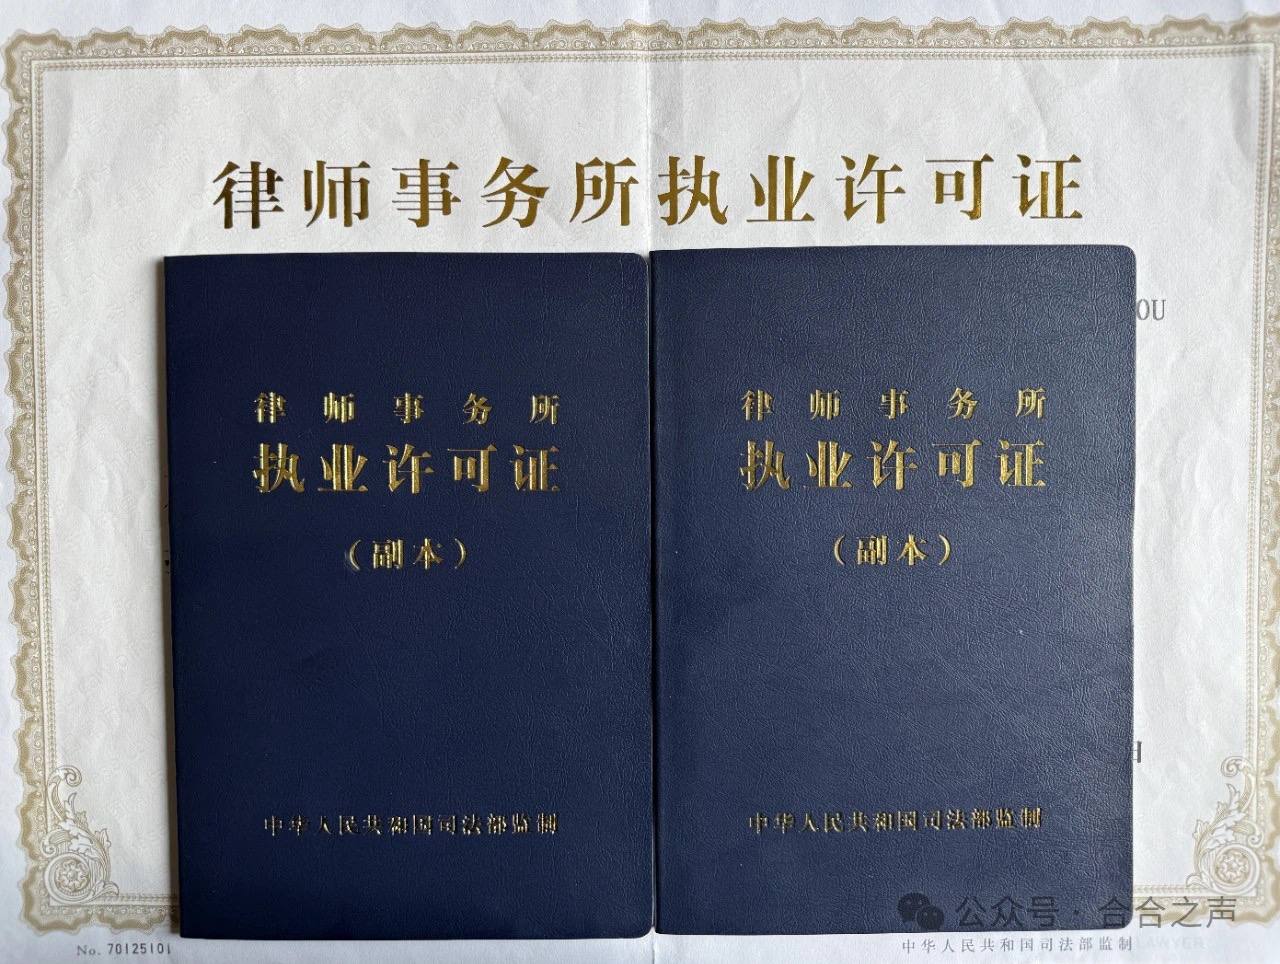 律师事务所执业许可证
OU
律师事务所
执业许可证
(副本)
中华人民共和国司法部监制
律师事务所
执业许可证
(副本)
中华人民共和国司法部监制
日
公众号·合合之声
No. 70125101
中华人民共和国司法部监制
LAWYER